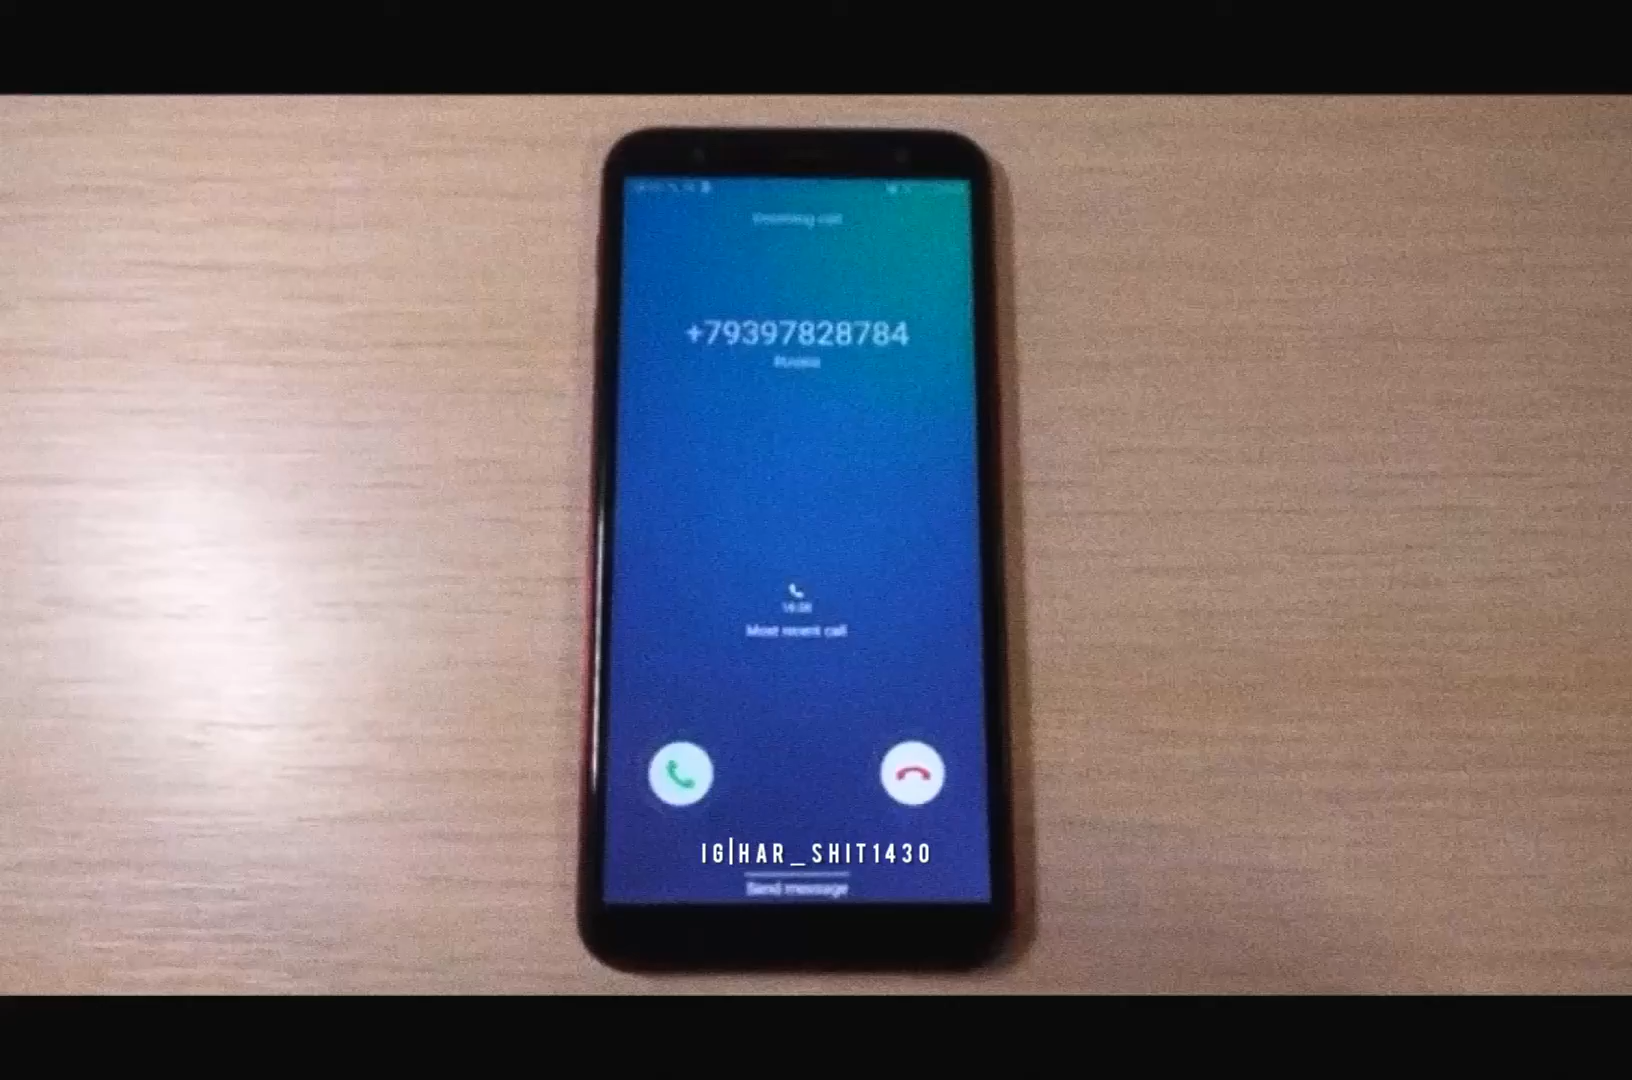 Incoming call
+79397828784
Russia
Most recent call
IG|HAR_SHIT1430
Send message